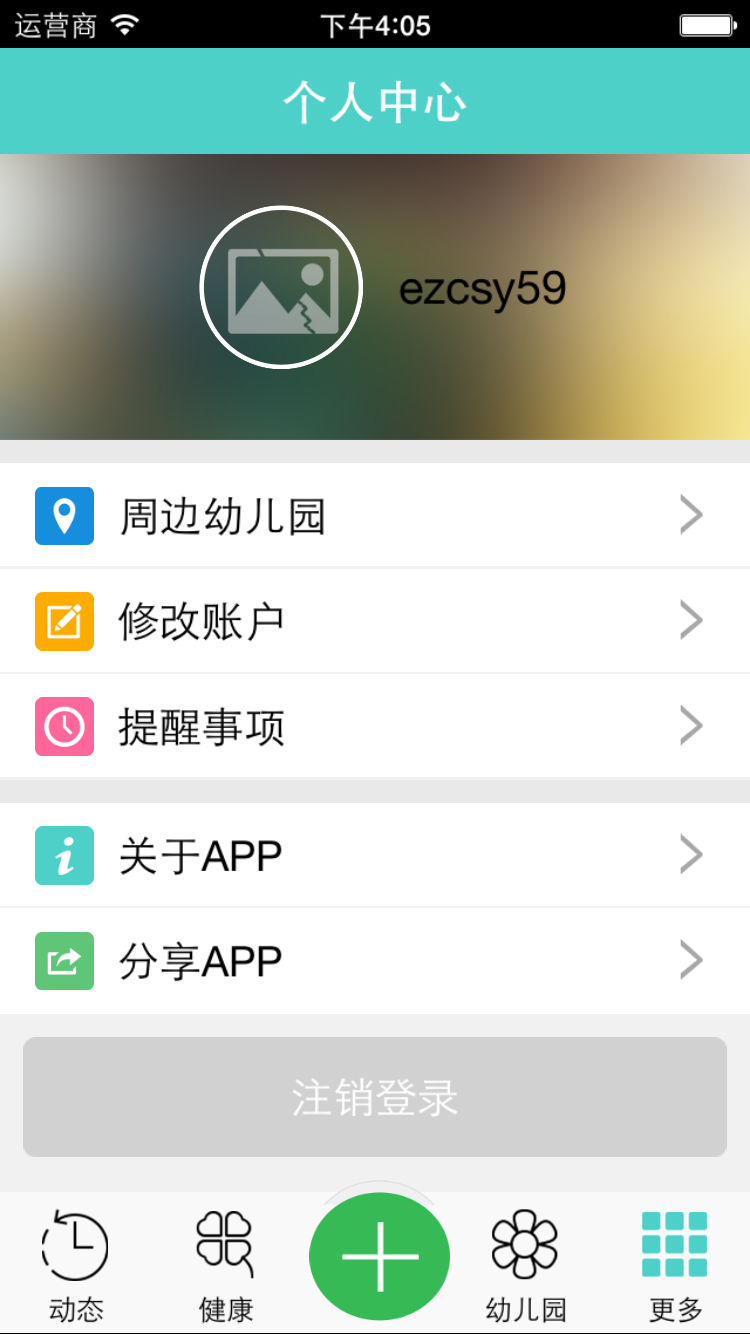 运营商 下午4:05
个人中心
ezcsy59
周边幼儿园
修改账户
提醒事项
关于APP
分享APP
注销登录
动态 健康 幼儿园 更多